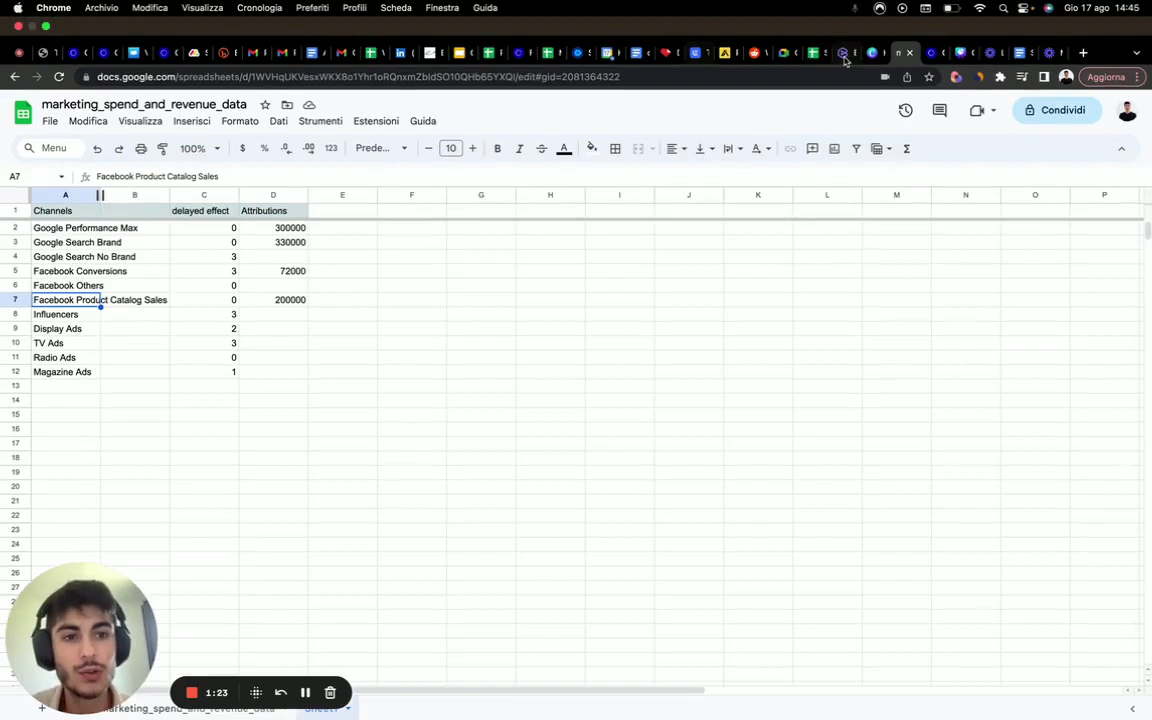 Chrome Archivio Modifica Visualizza Cronologia Preferiti Profili Scheda Finestra Guida Gio 17 ago 14:45
docs.google.com/spreadsheets/d/1WVHqUKVesxWKX8o1Yhr1oRQnxmZbIdSO10QHb65YXQI/edit#gid=2081364322 Aggiorna
marketing_spend_and_revenue_data
File Modifica Visualizza Inserisci Formato Dati Strumenti Estensioni Guida
Condividi
Menu 100% $ % .0 .00 123 Prede... 10 B I A
A7 fx Facebook Product Catalog Sales
A B C D E F G H I J K L M N O P
1 Channels delayed effect Attributions
2 Google Performance Max 0 300000
3 Google Search Brand 0 330000
4 Google Search No Brand 3
5 Facebook Conversions 3 72000
6 Facebook Others 0
7 Facebook Product Catalog Sales 0 200000
8 Influencers 3
9 Display Ads 2
10 TV Ads 3
11 Radio Ads 0
12 Magazine Ads 1
13
14
15
16
17
18
19
20
21
22
23
24
25
26
27
1:23
marketing_spend_and_revenue_data Sheet1